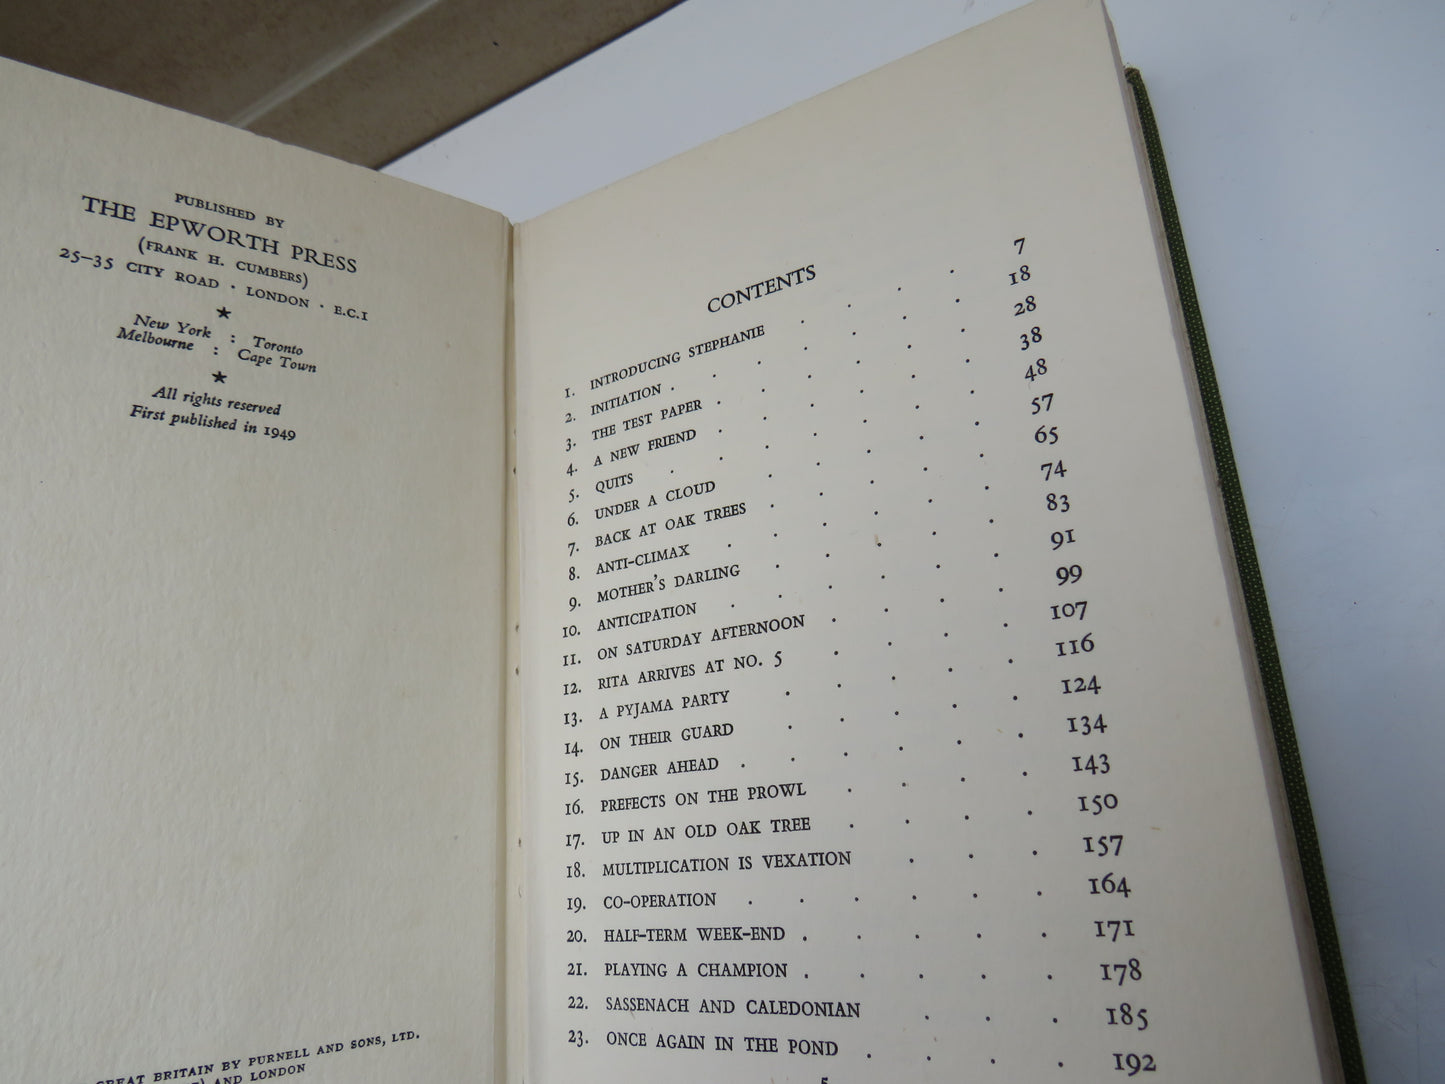 PUBLISHED BY
THE EPWORTH PRESS
(FRANK H. CUMBERS)
25–35 CITY ROAD · LONDON · E.C.1
★
New York : Toronto
Melbourne : Cape Town
★
All rights reserved
First published in 1949
GREAT BRITAIN BY PURNELL AND SONS, LTD.
) AND LONDON
CONTENTS
1. INTRODUCING STEPHANIE . . . 7
2. INITIATION . . . . . . 18
3. THE TEST PAPER . . . . . 28
4. A NEW FRIEND . . . . . 38
5. QUITS . . . . . . 48
6. UNDER A CLOUD . . . . 57
7. BACK AT OAK TREES . . . . 65
8. ANTI-CLIMAX . . . . . 74
9. MOTHER'S DARLING . . . . 83
10. ANTICIPATION . . . . . 91
11. ON SATURDAY AFTERNOON . . . . 99
12. RITA ARRIVES AT NO. 5 . . . . 107
13. A PYJAMA PARTY . . . . . 116
14. ON THEIR GUARD . . . . . 124
15. DANGER AHEAD . . . . . . 134
16. PREFECTS ON THE PROWL . . . . 143
17. UP IN AN OLD OAK TREE . . . . 150
18. MULTIPLICATION IS VEXATION . . . 157
19. CO-OPERATION . . . . . . 164
20. HALF-TERM WEEK-END . . . . . 171
21. PLAYING A CHAMPION . . . . . 178
22. SASSENACH AND CALEDONIAN . . . 185
23. ONCE AGAIN IN THE POND . . . . 192
5